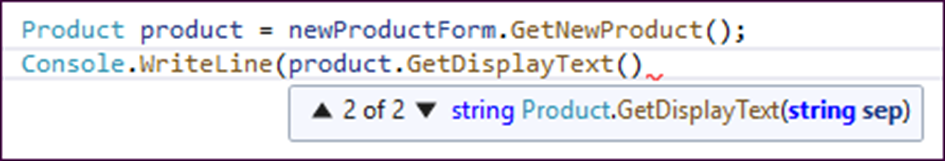 Product product = newProductForm.GetNewProduct();
Console.WriteLine(product.GetDisplayText()
▲ 2 of 2 ▼ string Product.GetDisplayText(string sep)